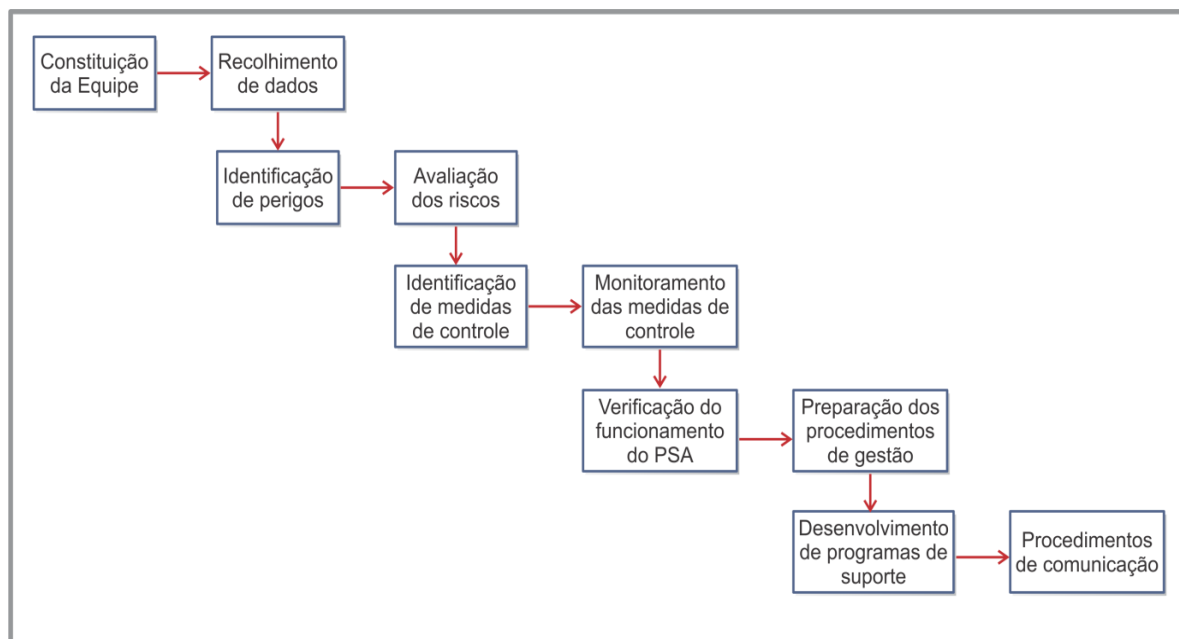 Constituição
da Equipe
Recolhimento
de dados
Identificação
de perigos
Avaliação
dos riscos
Identificação
de medidas
de controle
Monitoramento
das medidas de
controle
Verificação do
funcionamento
do PSA
Preparação dos
procedimentos
de gestão
Desenvolvimento
de programas de
suporte
Procedimentos
de comunicação